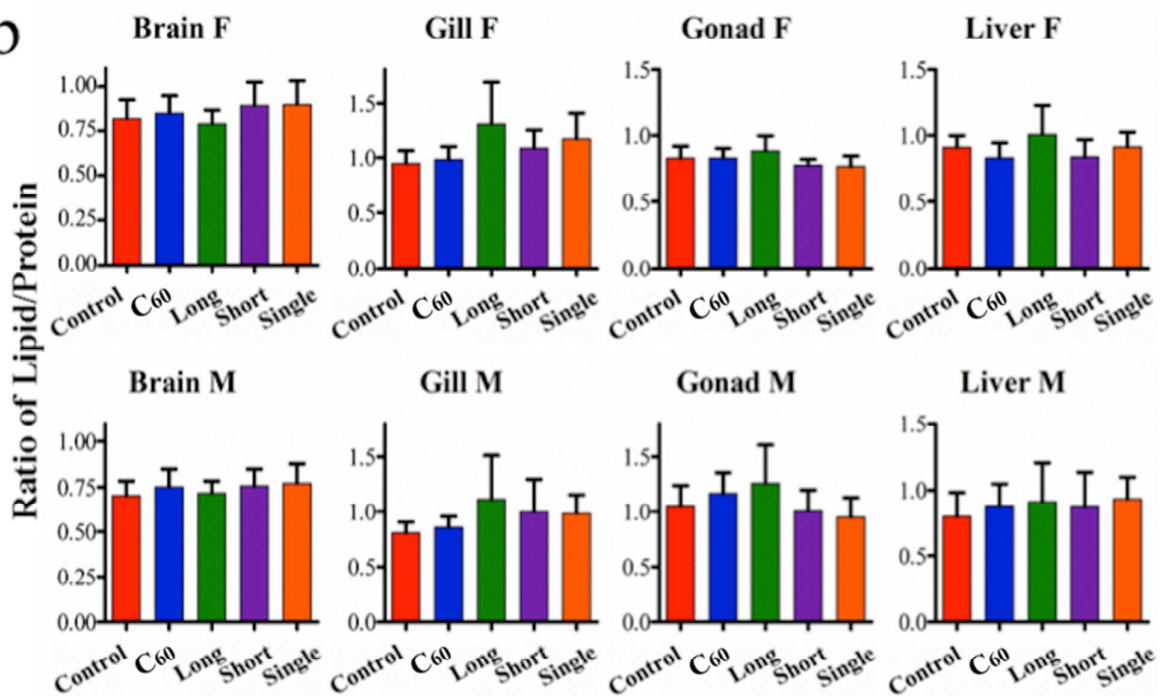 b
Brain F
Gill F
Gonad F
Liver F
Ratio of Lipid/Protein
1.00
0.75
0.50
0.25
0.00
Control C60 Long Short Single
1.5
1.0
0.5
0.0
Control C60 Long Short Single
1.5
1.0
0.5
0.0
Control C60 Long Short Single
1.5
1.0
0.5
0.0
Control C60 Long Short Single
Brain M
Gill M
Gonad M
Liver M
1.00
0.75
0.50
0.25
0.00
Control C60 Long Short Single
1.5
1.0
0.5
0.0
Control C60 Long Short Single
1.5
1.0
0.5
0.0
Control C60 Long Short Single
1.5
1.0
0.5
0.0
Control C60 Long Short Single